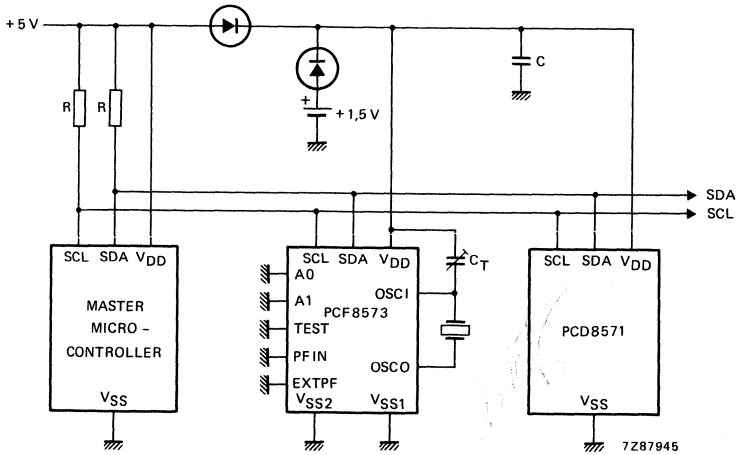 +5 V
C
R R
+
+1,5 V
SDA
SCL
SCL SDA VDD
SCL SDA VDD
SCL SDA VDD
CT
A0
OSCI
A1
MASTER
MICRO -
CONTROLLER
PCF8573
TEST
PCD8571
PFIN
OSCO
EXTPF
VSS
VSS2 VSS1
VSS
7Z87945